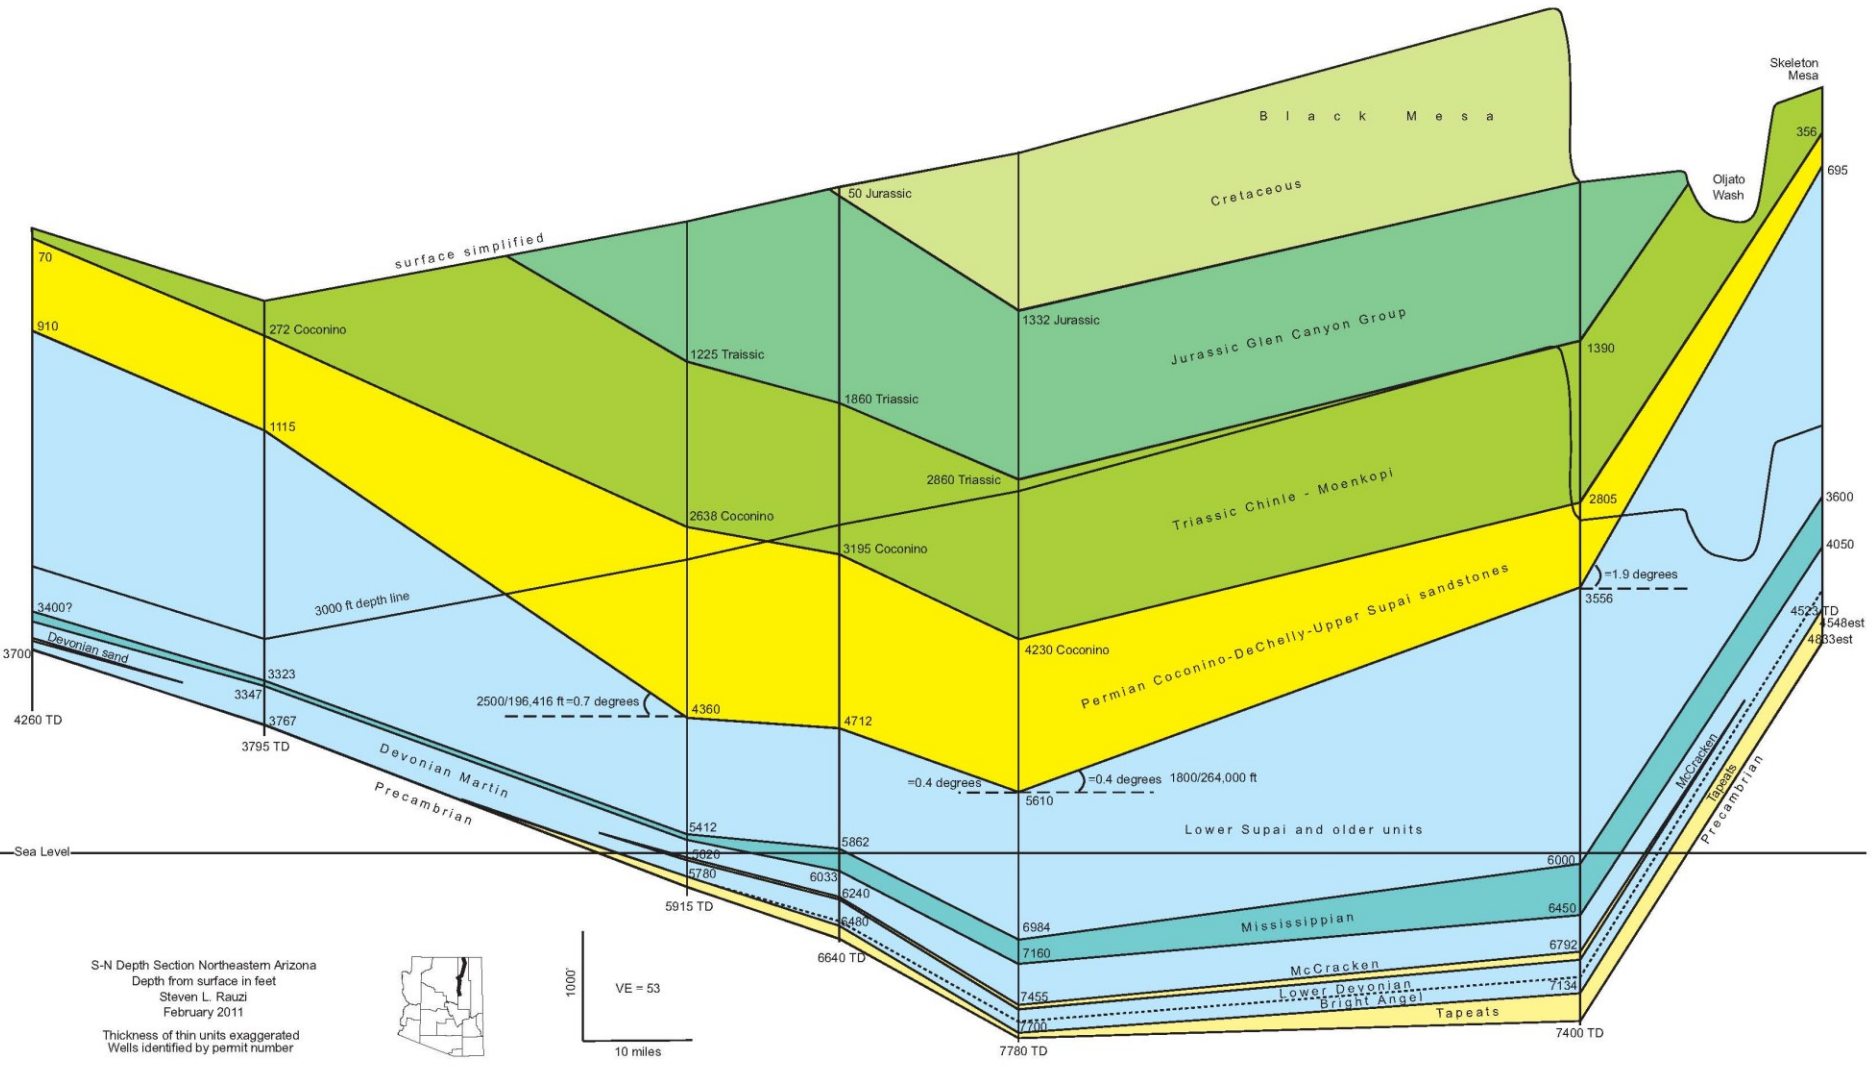 Skeleton
Mesa
Black Mesa
356
695
50 Jurassic
Oljato
Wash
Cretaceous
surface simplified
70
910
272 Coconino
1332 Jurassic
Jurassic Glen Canyon Group
1225 Traissic
1390
1860 Triassic
1115
2860 Triassic
2638 Coconino
Triassic Chinle - Moenkopi
2805
3600
3195 Coconino
4050
=1.9 degrees
3000 ft depth line
3556
3400?
4523 TD
4548est
4833est
Devonian sand
3700
4230 Coconino
Permian Coconino-DeChelly-Upper Supai sandstones
3323
3347
2500/196,416 ft=0.7 degrees
4360
4712
4260 TD
3767
3795 TD
Devonian Martin
=0.4 degrees
=0.4 degrees 1800/264,000 ft
5610
McCracken
Tapeats
Precambrian
Precambrian
5412
Lower Supai and older units
5862
Sea Level
5620
6000
5780
6033
6240
5915 TD
6450
6480
6984
Mississippian
7160
6640 TD
6792
McCracken
7455
Lower Devonian
7134
Bright Angel
7700
Tapeats
7780 TD
7400 TD
S-N Depth Section Northeastern Arizona
Depth from surface in feet
Steven L. Rauzi
February 2011
Thickness of thin units exaggerated
Wells identified by permit number
1000'
VE = 53
10 miles